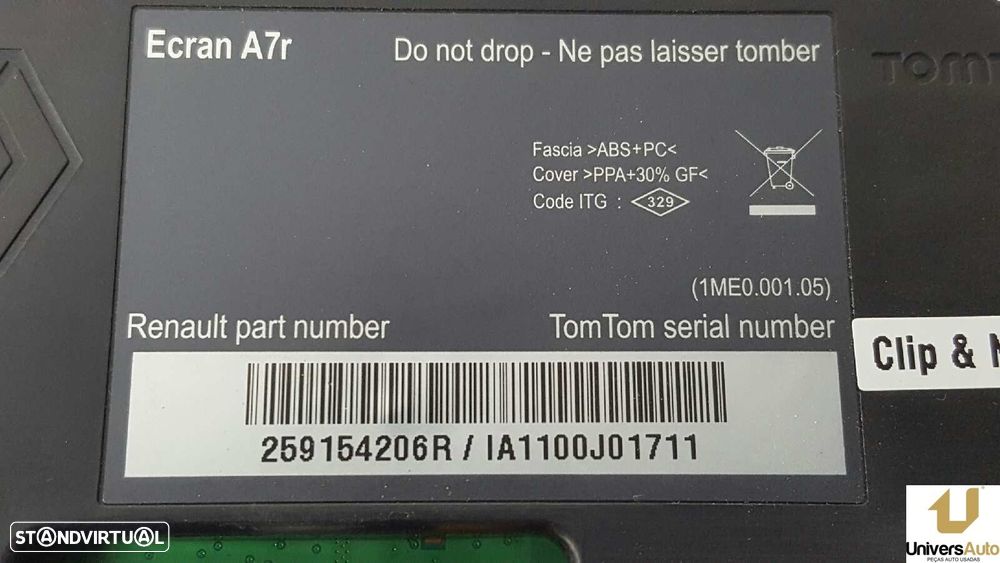 Ecran A7r
Do not drop - Ne pas laisser tomber
Fascia >ABS+PC<
Cover >PPA+30% GF<
Code ITG : 329
(1ME0.001.05)
Renault part number
TomTom serial number
259154206R / IA1100J01711
Clip &
STANDVIRTUAL
UniversAuto
PEÇAS AUTO USADAS